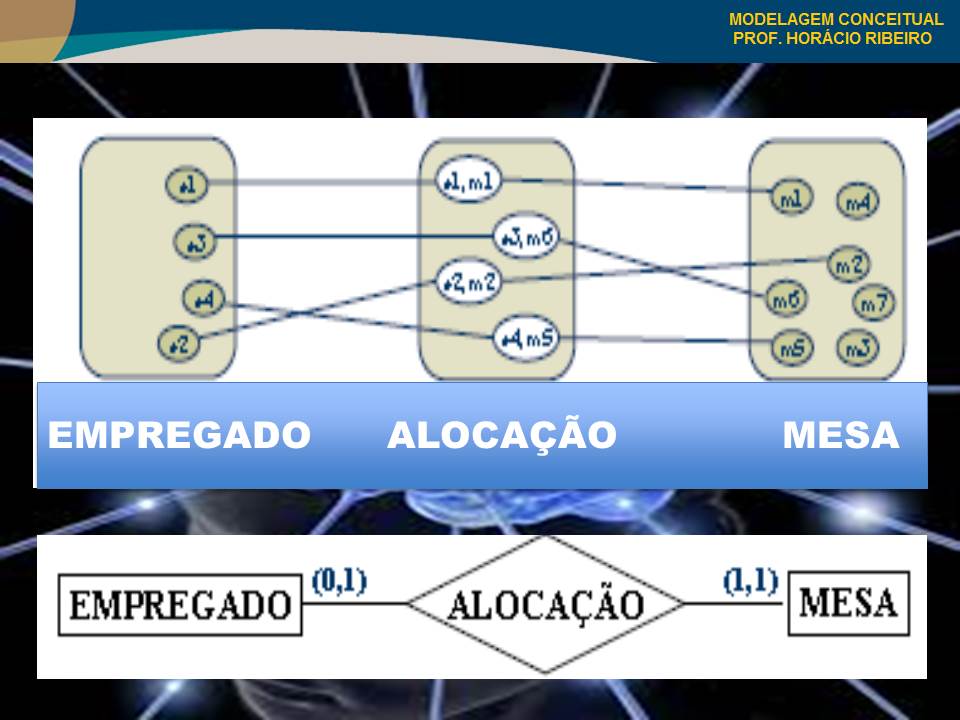 MODELAGEM CONCEITUAL
PROF. HORÁCIO RIBEIRO
e1
e3
e4
e2
e1, m1
e3, m6
e2, m2
e4, m5
m1
m4
m2
m6
m7
m5
m3
EMPREGADO ALOCAÇÃO MESA
EMPREGADO (0,1) ALOCAÇÃO (1,1) MESA